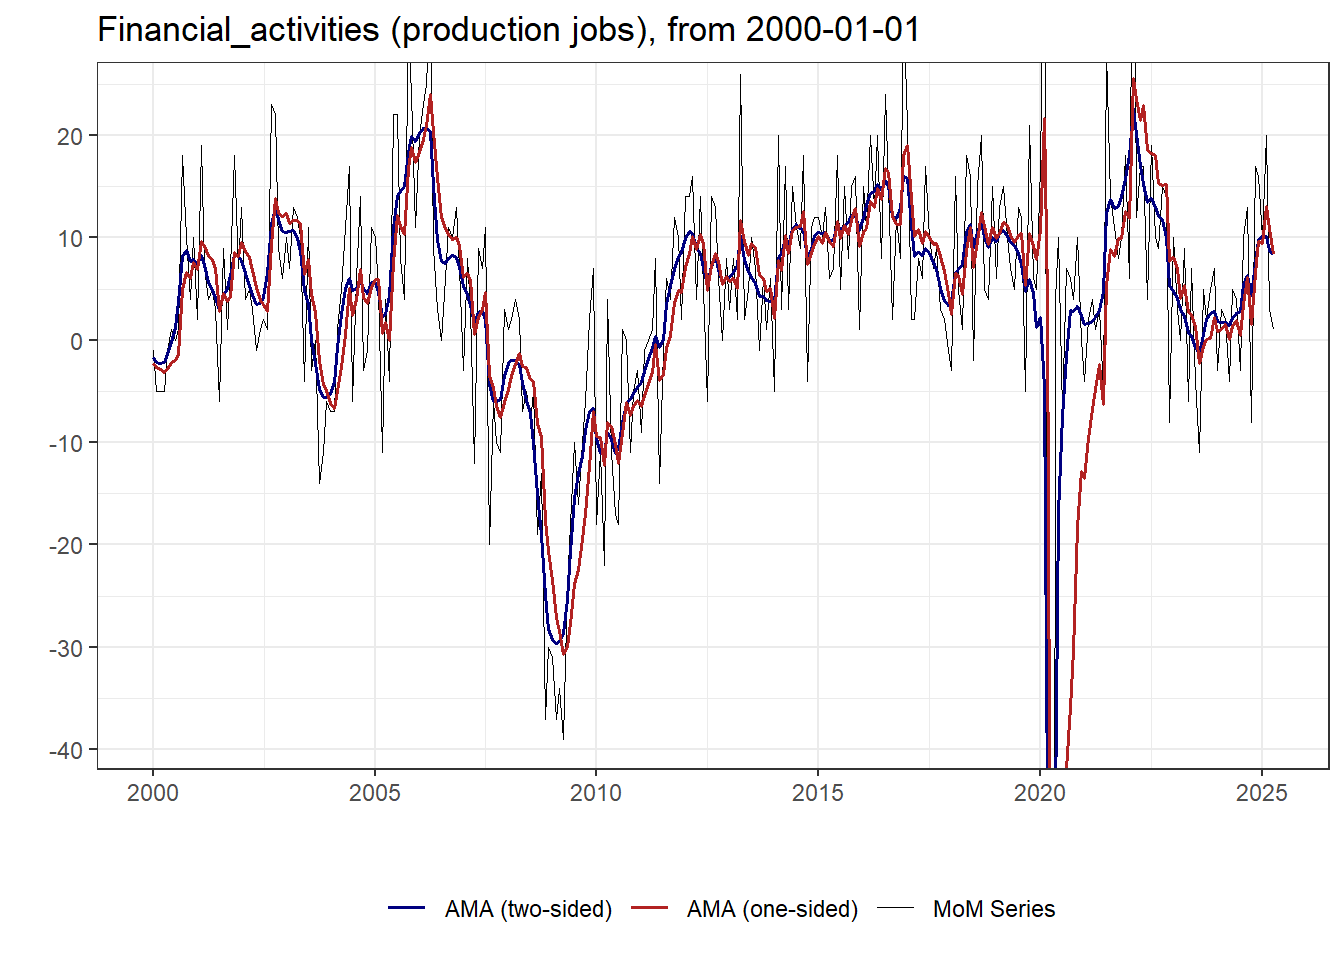 Financial_activities (production jobs), from 2000-01-01
20
10
0
-10
-20
-30
-40
2000 2005 2010 2015 2020 2025
AMA (two-sided) AMA (one-sided) MoM Series